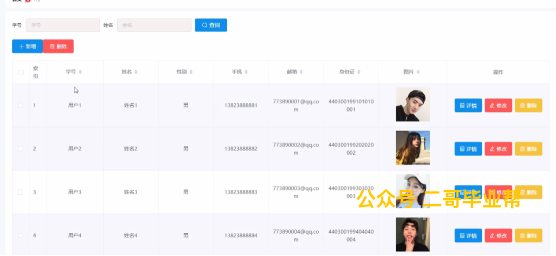 学号 学号 姓名 姓名 查询
+ 新增 删除
索引 学号 姓名 性别 手机 邮箱 身份证 图片 操作
1 用户1 姓名1 男 13823888881 773890001@qq.com 440300199101010001 详情 修改 删除
2 用户2 姓名2 男 13823888882 773890002@qq.com 440300199202020002 详情 修改 删除
3 用户3 姓名3 男 13823888883 773890003@qq.com 440300199303030003 修改 删除
公众号 二哥毕业帮
4 用户4 姓名4 男 13823888884 773890004@qq.com 440300199404040004 详情 修改 删除